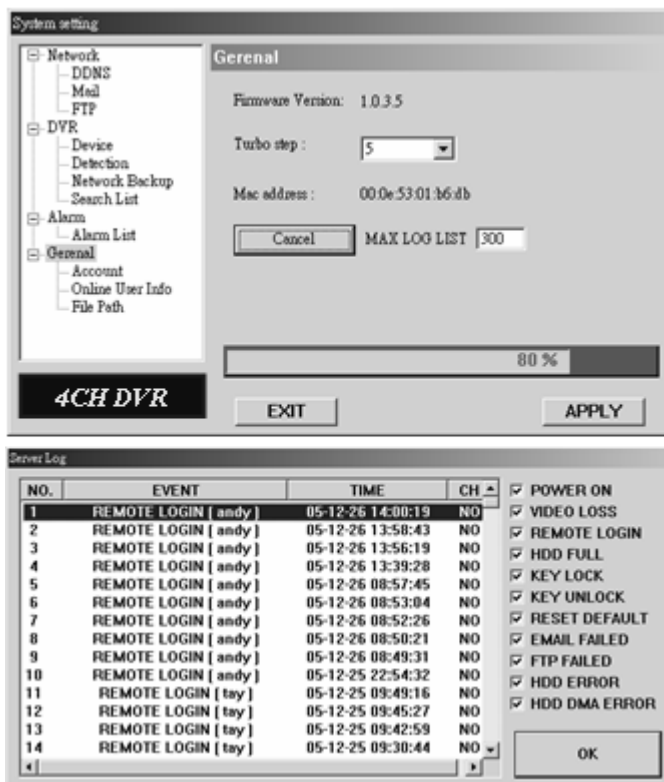 System setting
Network
DDNS
Mail
FTP
DVR
Device
Detection
Network Backup
Search List
Alarm
Alarm List
Gerenal
Account
Online User Info
File Path
4CH DVR
Gerenal
Firmware Version: 1.0.3.5
Turbo step : 5
Mac address : 00:0e:53:01:b6:db
Cancel MAX LOG LIST 300
80 %
EXIT APPLY
Server Log
NO. EVENT TIME CH
1 REMOTE LOGIN [ andy ] 05-12-26 14:00:19 NO
2 REMOTE LOGIN [ andy ] 05-12-26 13:58:43 NO
3 REMOTE LOGIN [ andy ] 05-12-26 13:56:19 NO
4 REMOTE LOGIN [ andy ] 05-12-26 13:39:28 NO
5 REMOTE LOGIN [ andy ] 05-12-26 08:57:45 NO
6 REMOTE LOGIN [ andy ] 05-12-26 08:53:04 NO
7 REMOTE LOGIN [ andy ] 05-12-26 08:52:26 NO
8 REMOTE LOGIN [ andy ] 05-12-26 08:50:21 NO
9 REMOTE LOGIN [ andy ] 05-12-26 08:49:31 NO
10 REMOTE LOGIN [ andy ] 05-12-25 22:54:32 NO
11 REMOTE LOGIN [ tay ] 05-12-25 09:49:16 NO
12 REMOTE LOGIN [ tay ] 05-12-25 09:45:27 NO
13 REMOTE LOGIN [ tay ] 05-12-25 09:42:59 NO
14 REMOTE LOGIN [ tay ] 05-12-25 09:30:44 NO
POWER ON
VIDEO LOSS
REMOTE LOGIN
HDD FULL
KEY LOCK
KEY UNLOCK
RESET DEFAULT
EMAIL FAILED
FTP FAILED
HDD ERROR
HDD DMA ERROR
OK